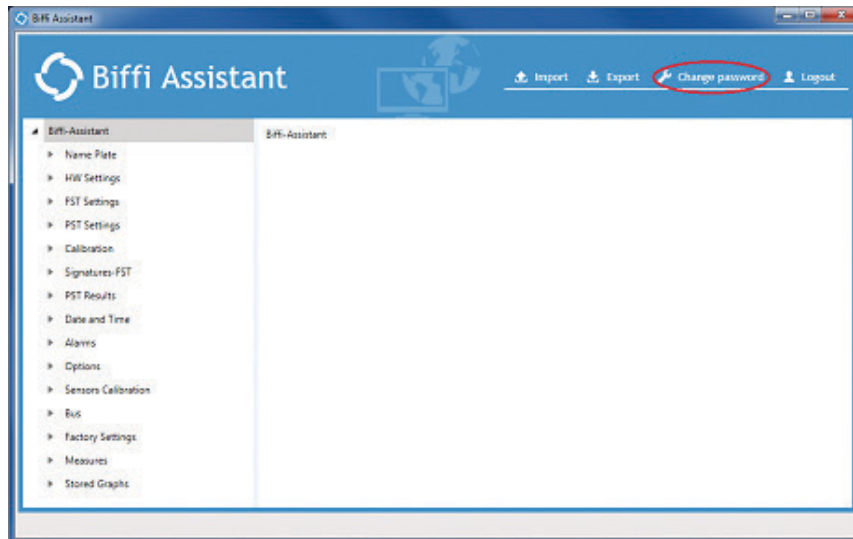 Biffi Assistant
Biffi Assistant
Import Export Change password Logout
Biffi-Assistant
Name Plate
HW Settings
FST Settings
PST Settings
Calibration
Signatures-FST
PST Results
Date and Time
Alarms
Options
Sensors Calibration
Bus
Factory Settings
Measures
Stored Graphs
Biffi-Assistant